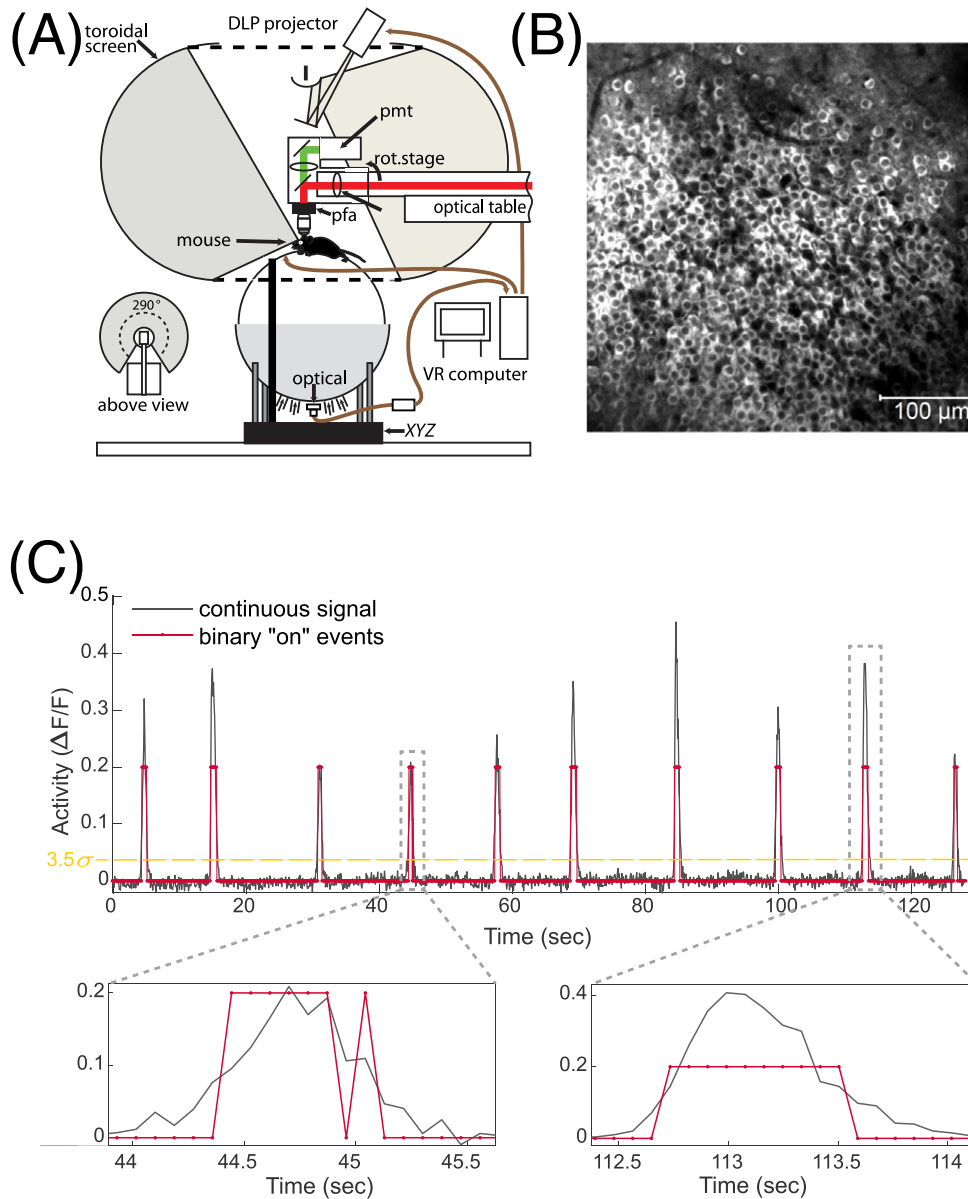 (A)
toroidal
screen
DLP projector
pmt
rot.stage
optical table
pfa
mouse
290°
above view
optical
VR computer
XYZ
(B)
100 µm
(C)
0.5
0.4
0.3
0.2
0.1
0
Activity (ΔF/F)
3.5σ
continuous signal
binary "on" events
0 20 40 60 80 100 120
Time (sec)
0.2
0.1
0
44 44.5 45 45.5
Time (sec)
0.4
0.2
0
112.5 113 113.5 114
Time (sec)